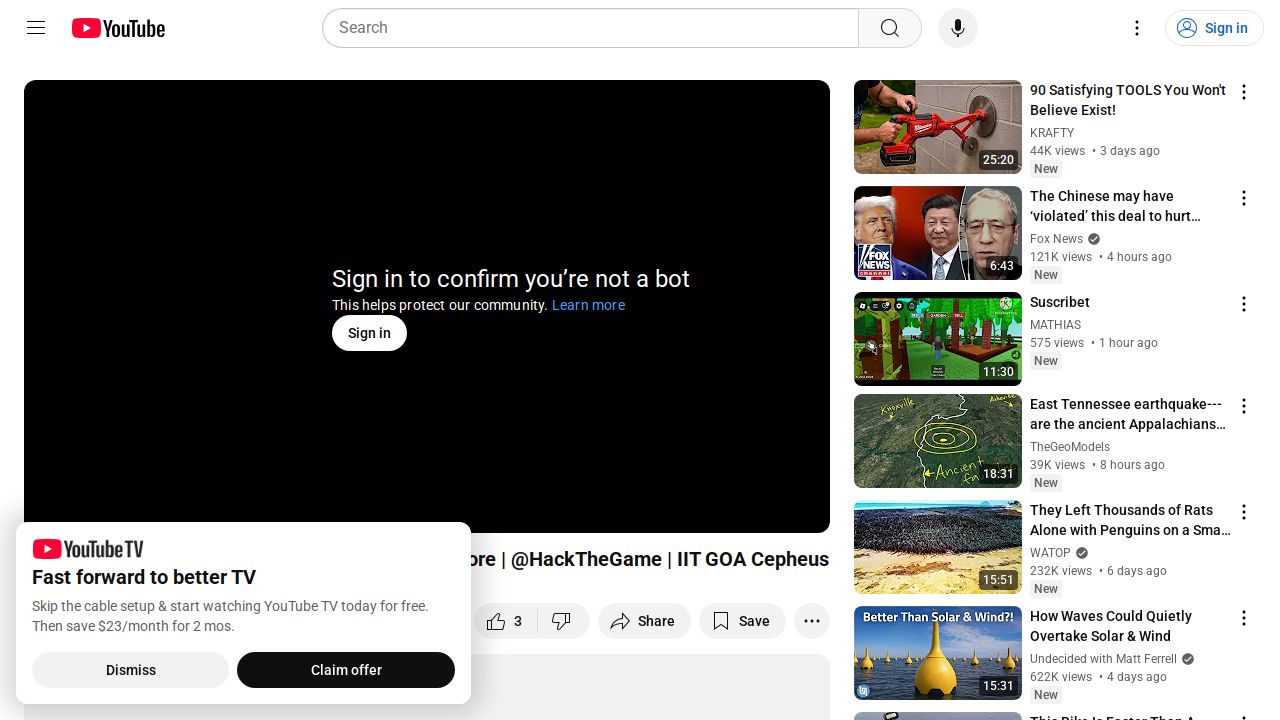 YouTube
Search
Sign in
Sign in to confirm you’re not a bot
This helps protect our community. Learn more
Sign in
YouTube TV
Fast forward to better TV
Skip the cable setup & start watching YouTube TV today for free.
Then save $23/month for 2 mos.
Dismiss
Claim offer
ore | @HackTheGame | IIT GOA Cepheus
3
Share
Save
25:20
90 Satisfying TOOLS You Won't
Believe Exist!
KRAFTY
44K views • 3 days ago
New
FOX
NEWS
channel
6:43
The Chinese may have
‘violated’ this deal to hurt…
Fox News
121K views • 4 hours ago
New
11:30
Suscribet
MATHIAS
575 views • 1 hour ago
New
Knoxville
Asheville
Ancient
18:31
East Tennessee earthquake---
are the ancient Appalachians…
TheGeoModels
39K views • 8 hours ago
New
15:51
They Left Thousands of Rats
Alone with Penguins on a Sma…
WATOP
232K views • 6 days ago
New
Better Than Solar & Wind?!
15:31
How Waves Could Quietly
Overtake Solar & Wind
Undecided with Matt Ferrell
622K views • 4 days ago
New
This Bike Is Faster Than A